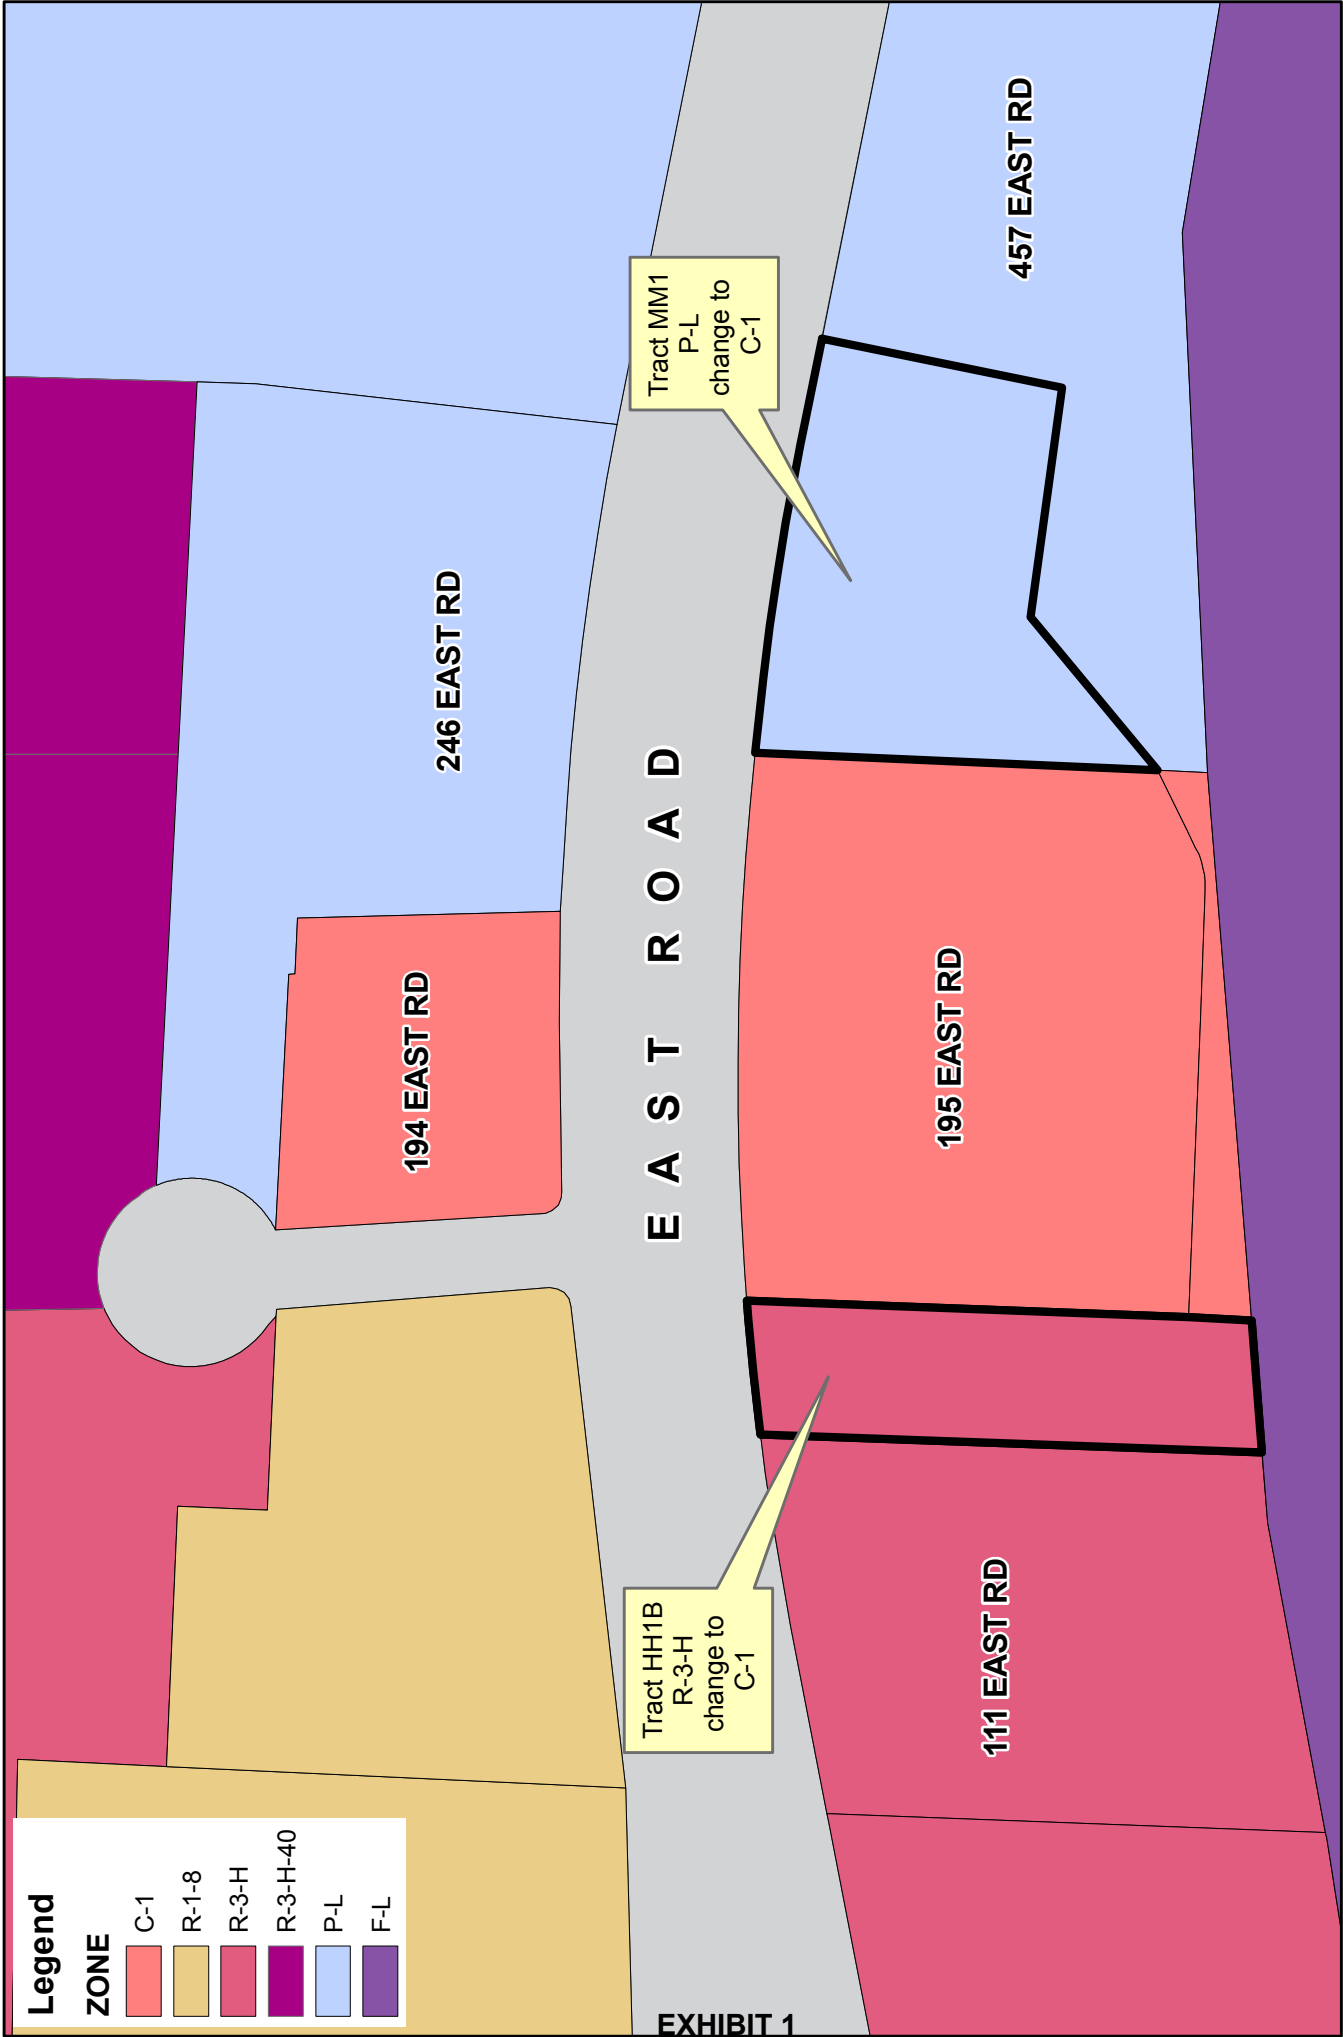 Legend
ZONE
C-1
R-1-8
R-3-H
R-3-H-40
P-L
F-L
246 EAST RD
194 EAST RD
EAST ROAD
Tract MM1
P-L
change to
C-1
Tract HH1B
R-3-H
change to
C-1
457 EAST RD
195 EAST RD
111 EAST RD
EXHIBIT 1